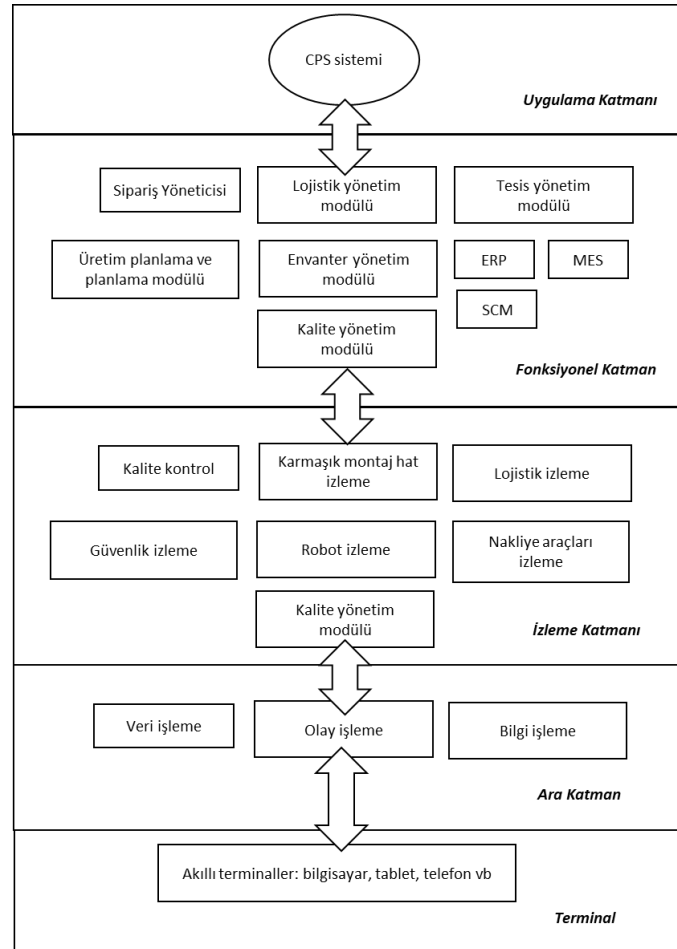 CPS sistemi
Uygulama Katmanı
Sipariş Yöneticisi
Lojistik yönetim
modülü
Tesis yönetim
modülü
Üretim planlama ve
planlama modülü
Envanter yönetim
modülü
ERP
MES
SCM
Kalite yönetim
modülü
Fonksiyonel Katman
Kalite kontrol
Karmaşık montaj hat
izleme
Lojistik izleme
Güvenlik izleme
Robot izleme
Nakliye araçları
izleme
Kalite yönetim
modülü
İzleme Katmanı
Veri işleme
Olay işleme
Bilgi işleme
Ara Katman
Akıllı terminaller: bilgisayar, tablet, telefon vb
Terminal